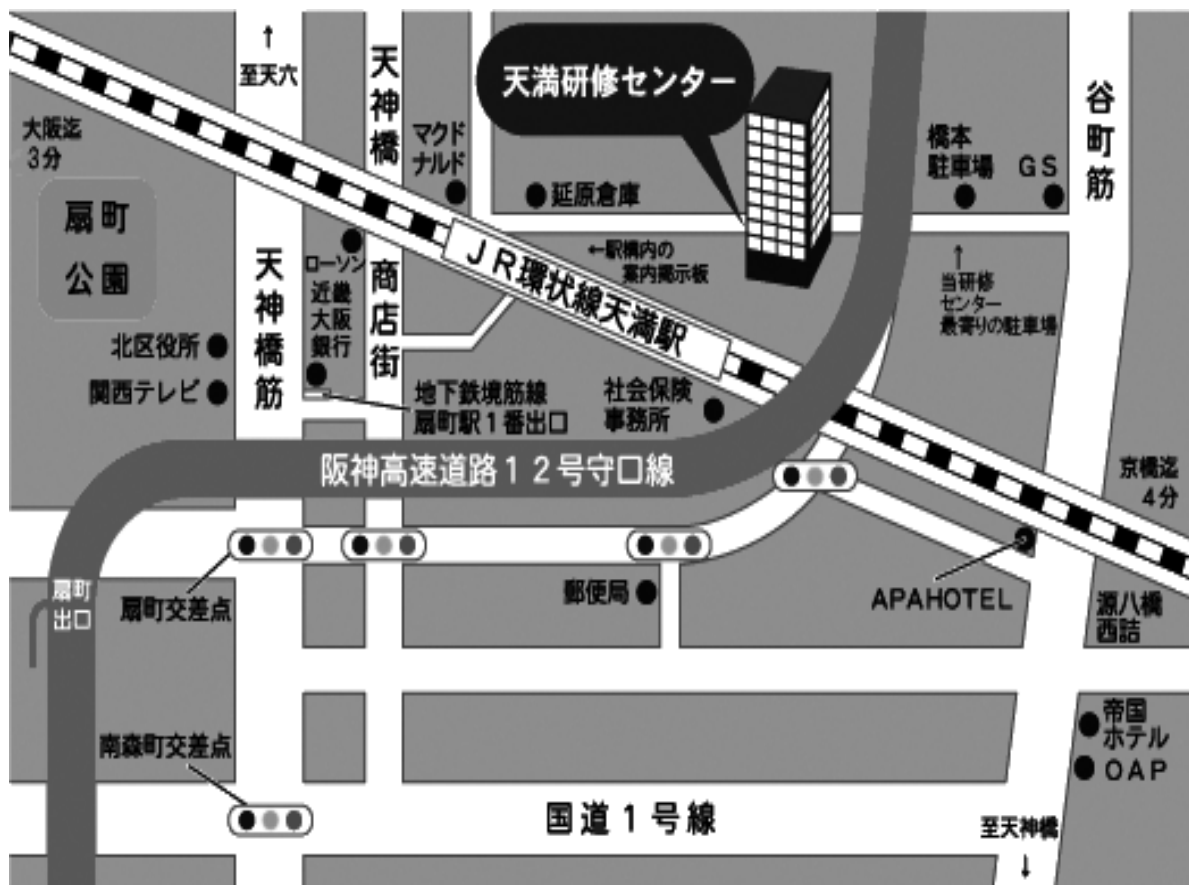 ↑
至天六
天神橋
天満研修センター
谷町筋
大阪迄
3分
マクド
ナルド
橋本
駐車場
GS
延原倉庫
扇町
公園
天神橋筋
ローソン
商店街
JR環状線天満駅
←駅構内の
案内掲示板
↑
当研修
センター
最寄りの駐車場
近畿
大阪
銀行
北区役所
関西テレビ
地下鉄境筋線
扇町駅1番出口
社会保険
事務所
阪神高速道路12号守口線
京橋迄
4分
扇町
出口
扇町交差点
郵便局
APAHOTEL
源八橋
西詰
南森町交差点
帝国
ホテル
OAP
国道1号線
至天神橋
↓